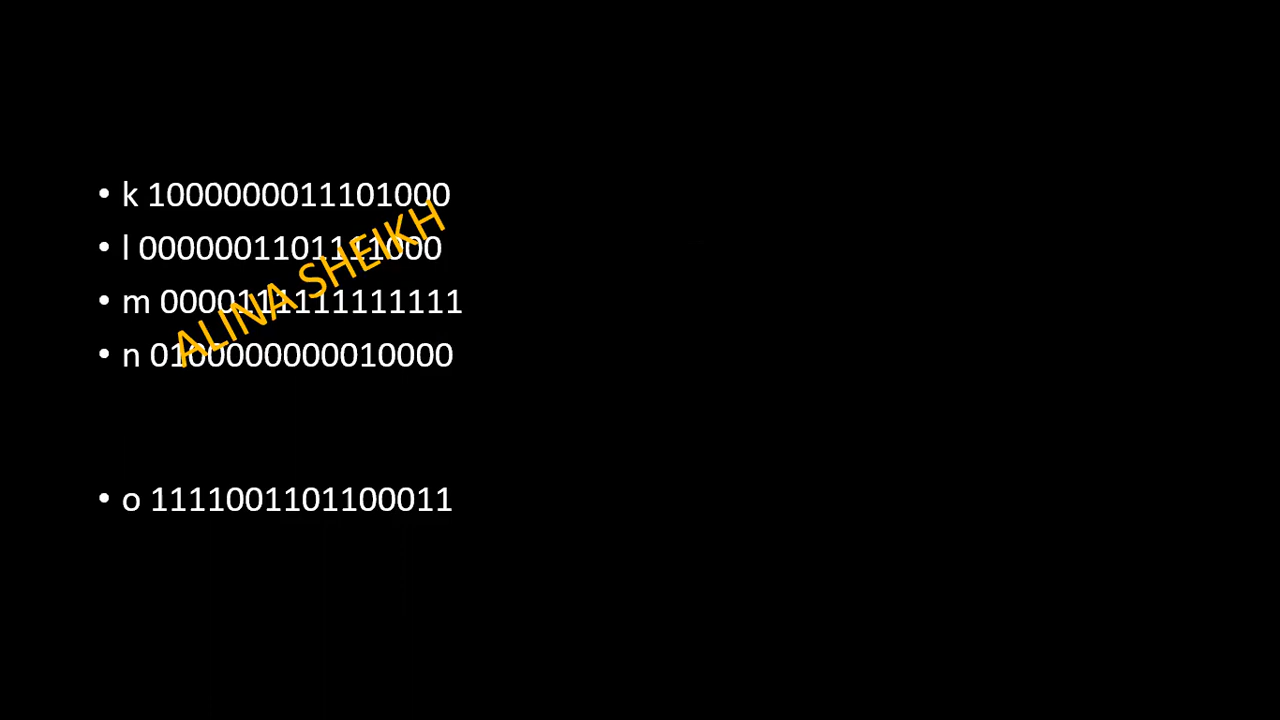 • k 1000000011101000
• l 0000001101111000
• m 0000111111111111
• n 0100000000010000
ALINA SHEIKH
• o 1111001101100011